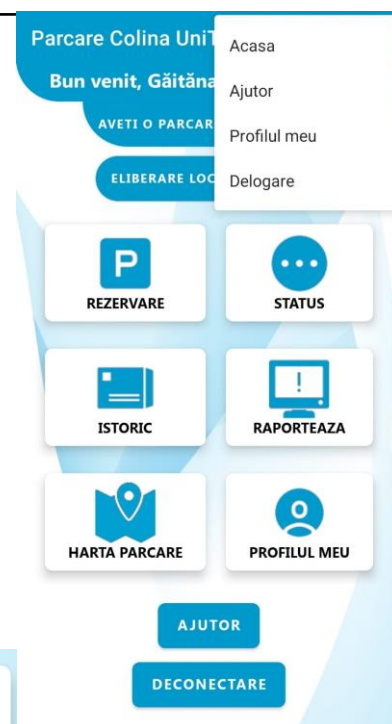 Parcare Colina Uni
Bun venit, Găităna
AVETI O PARCAR
ELIBERARE LOC
Acasa
Ajutor
Profilul meu
Delogare
P
REZERVARE
STATUS
ISTORIC
!
RAPORTEAZA
HARTA PARCARE
PROFILUL MEU
AJUTOR
DECONECTARE